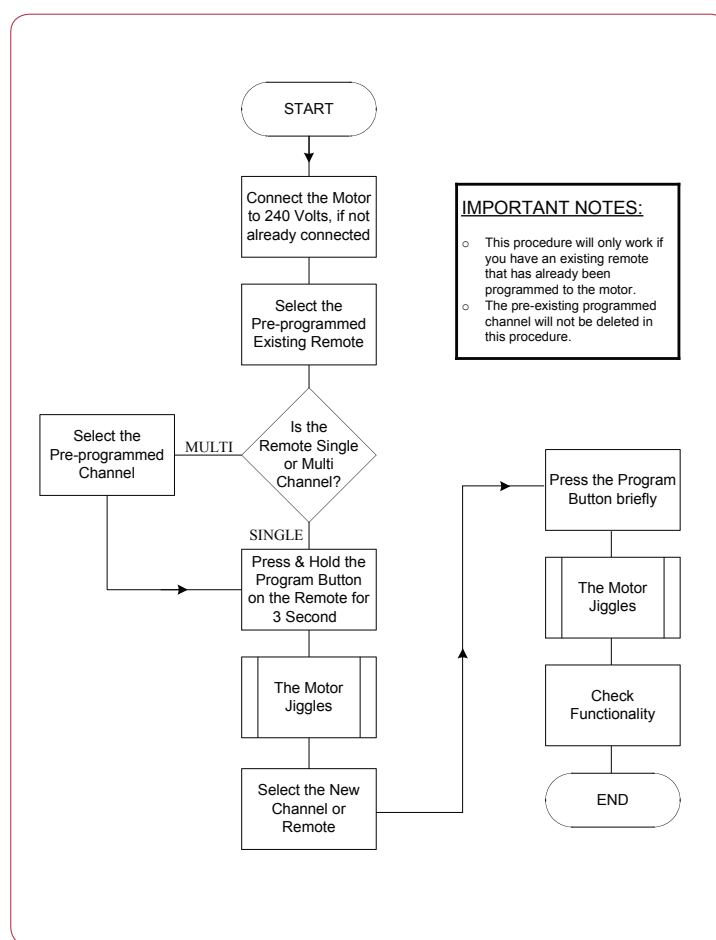 START
Connect the Motor
to 240 Volts, if not
already connected
Select the
Pre-programmed
Existing Remote
Is the
Remote Single
or Multi
Channel?
MULTI
Select the
Pre-programmed
Channel
SINGLE
Press & Hold the
Program Button
on the Remote for
3 Second
The Motor
Jiggles
Select the New
Channel or
Remote
Press the Program
Button briefly
The Motor
Jiggles
Check
Functionality
END
IMPORTANT NOTES:
o This procedure will only work if
you have an existing remote
that has already been
programmed to the motor.
o The pre-existing programmed
channel will not be deleted in
this procedure.